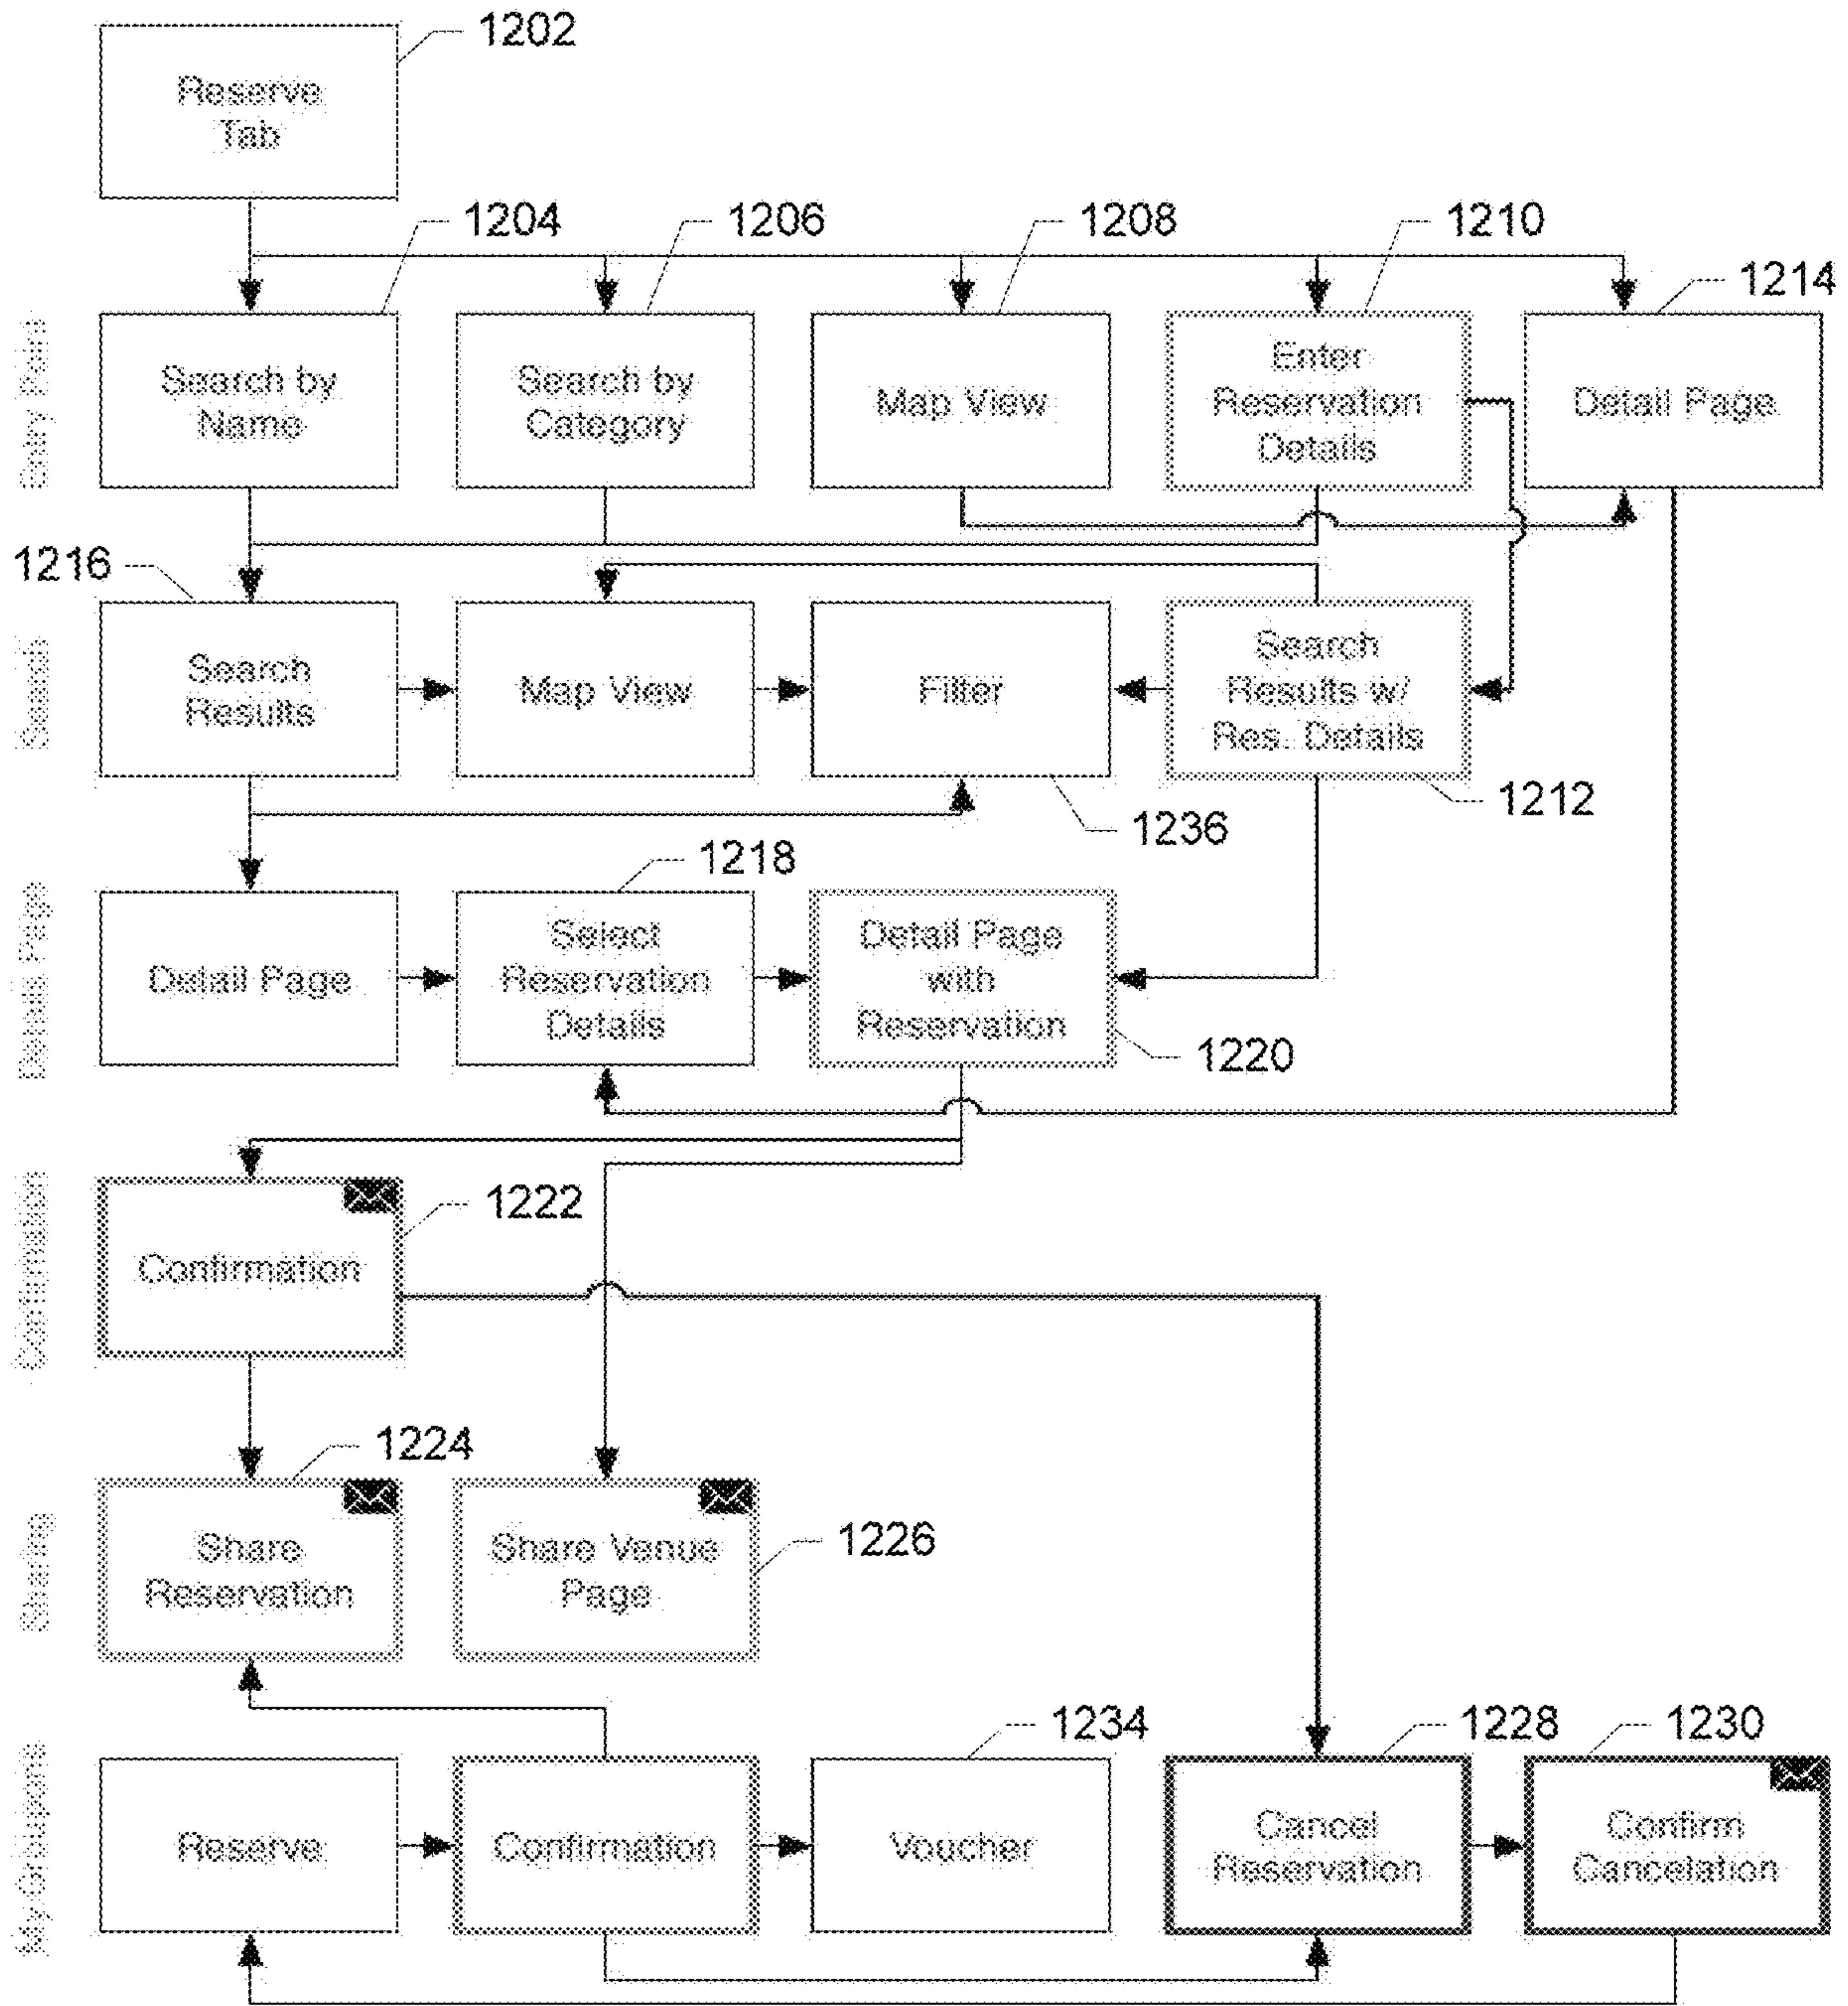 1202
Reserve
Tab
1204
1206
1208
1210
1214
Entry Point
Search by
Name
Search by
Category
Map View
Enter
Reservation
Details
Detail Page
1216
Search
Search
Results
Map View
Filter
Search
Results w/
Res. Details
1236
1212
1218
Details Page
Detail Page
Select
Reservation
Details
Detail Page
with
Reservation
1220
Confirmation
1222
Confirmation
1224
Sharing
Share
Reservation
Share Venue
Page
1226
1234
1228
1230
My Groupons
Reserve
Confirmation
Voucher
Cancel
Reservation
Confirm
Cancelation